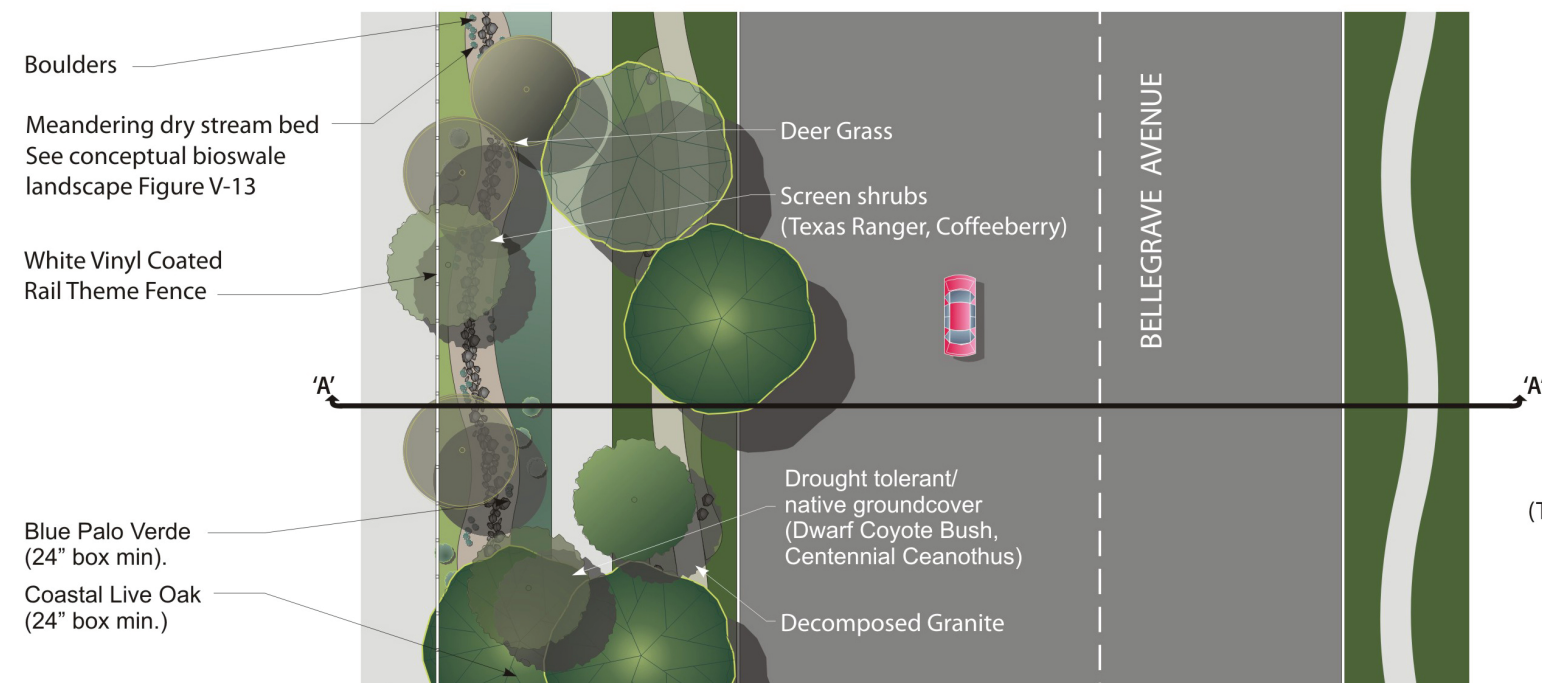 Boulders
Meandering dry stream bed
See conceptual bioswale
landscape Figure V-13
White Vinyl Coated
Rail Theme Fence
‘A’
Blue Palo Verde
(24” box min).
Coastal Live Oak
(24” box min.)
Deer Grass
Screen shrubs
(Texas Ranger, Coffeeberry)
Drought tolerant/
native groundcover
(Dwarf Coyote Bush,
Centennial Ceanothus)
Decomposed Granite
BELLEGRAVE AVENUE
‘A’
(T